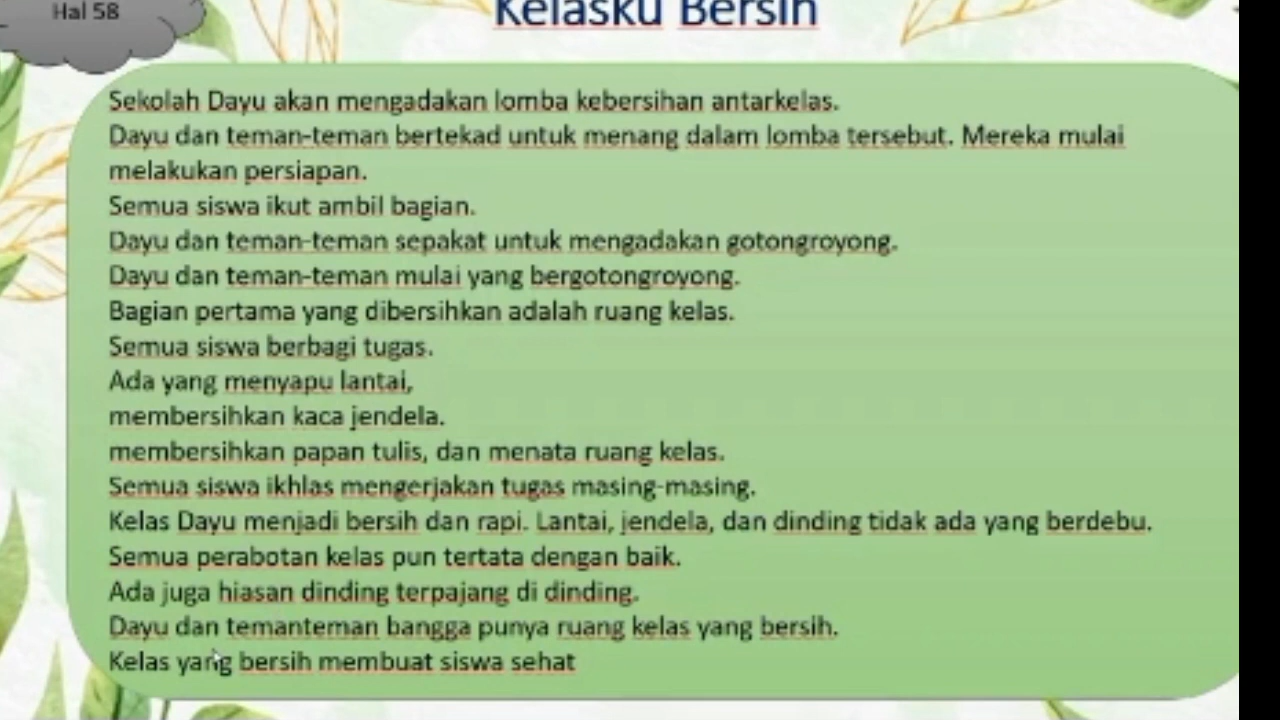 Hal 58
Kelasku Bersih
Sekolah Dayu akan mengadakan lomba kebersihan antarkelas.
Dayu dan teman-teman bertekad untuk menang dalam lomba tersebut. Mereka mulai
melakukan persiapan.
Semua siswa ikut ambil bagian.
Dayu dan teman-teman sepakat untuk mengadakan gotongroyong.
Dayu dan teman-teman mulai yang bergotongroyong.
Bagian pertama yang dibersihkan adalah ruang kelas.
Semua siswa berbagi tugas.
Ada yang menyapu lantai,
membersihkan kaca jendela.
membersihkan papan tulis, dan menata ruang kelas.
Semua siswa ikhlas mengerjakan tugas masing-masing.
Kelas Dayu menjadi bersih dan rapi. Lantai, jendela, dan dinding tidak ada yang berdebu.
Semua perabotan kelas pun tertata dengan baik.
Ada juga hiasan dinding terpajang di dinding.
Dayu dan temanteman bangga punya ruang kelas yang bersih.
Kelas yang bersih membuat siswa sehat